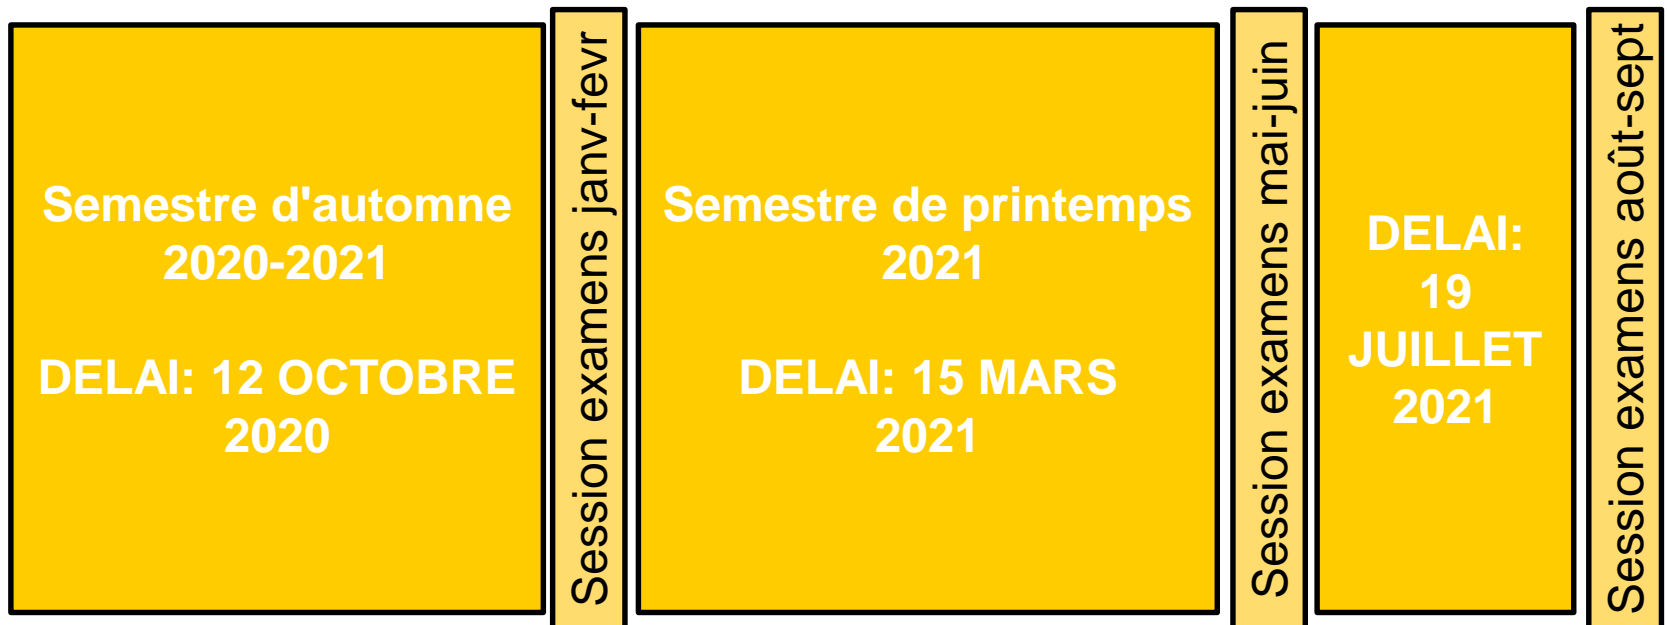 Semestre d'automne
2020-2021
DELAI: 12 OCTOBRE
2020
Session examens janv-fevr
Semestre de printemps
2021
DELAI: 15 MARS
2021
Session examens mai-juin
DELAI:
19
JUILLET
2021
Session examens août-sept